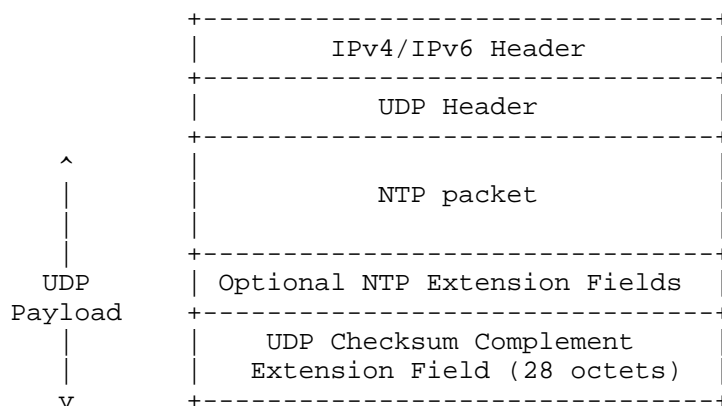 IPv4/IPv6 Header
UDP Header
NTP packet
UDP
Payload
Optional NTP Extension Fields
UDP Checksum Complement
Extension Field (28 octets)